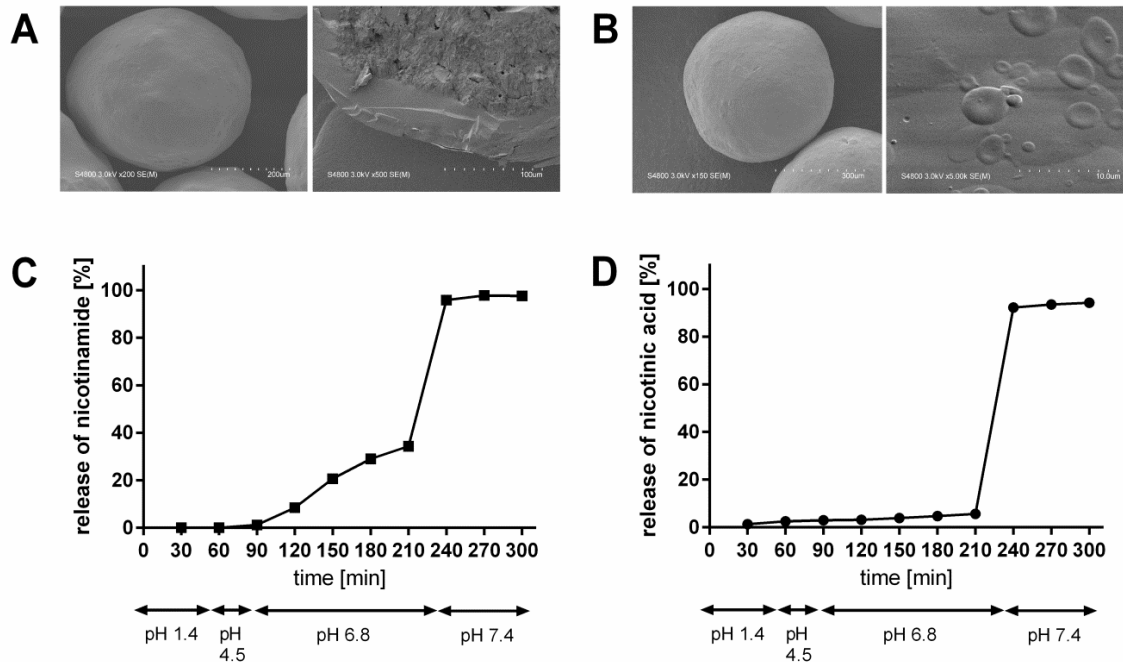 A
S4800 3.0kV x200 SE(M)
200um
S4800 3.0kV x500 SE(M)
100um
B
S4800 3.0kV x150 SE(M)
300um
S4800 3.0kV x5.00k SE(M)
10.0um
C
release of nicotinamide [%]
100
80
60
40
20
0
0 30 60 90 120 150 180 210 240 270 300
time [min]
pH 1.4
pH
4.5
pH 6.8
pH 7.4
D
release of nicotinic acid [%]
100
80
60
40
20
0
0 30 60 90 120 150 180 210 240 270 300
time [min]
pH 1.4
pH
4.5
pH 6.8
pH 7.4